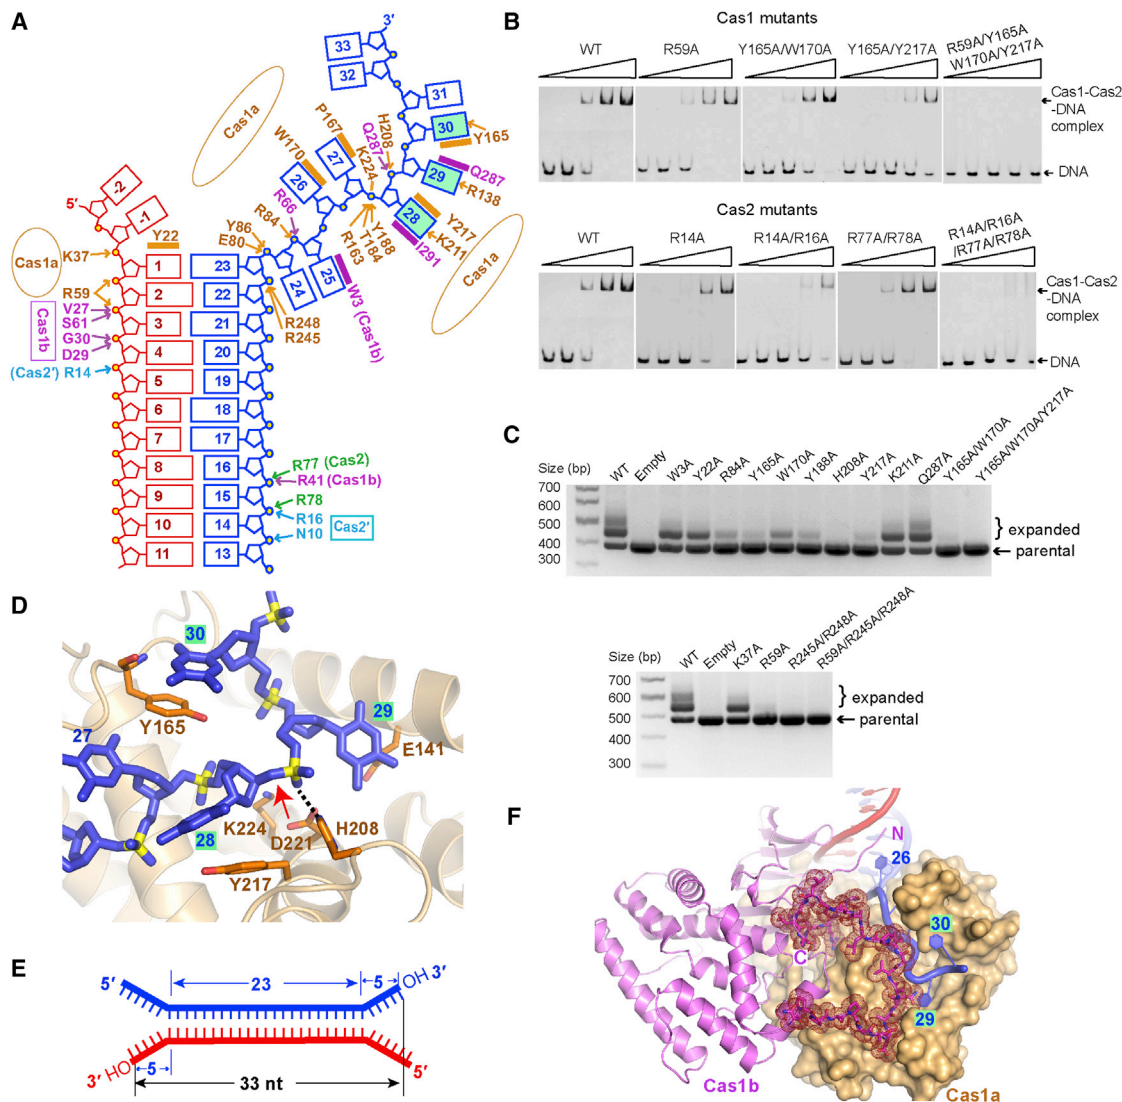 A
3′
33
32
31
30
Y165
Cas1a
P167
H208
Q287
K224
W170
27
26
Q287
29
R138
28
Y217
K211
I291
Cas1a
R66
R84
Y86
E80
Y188
T184
R163
25
24
W3 (Cas1b)
-2
5′
-1
Y22
Cas1a
K37
1
23
R59
2
22
R248
R245
V27
S61
Cas1b
3
21
G30
D29
4
20
(Cas2′) R14
5
19
6
18
7
17
8
16
R77 (Cas2)
R41 (Cas1b)
9
15
R78
R16
10
14
Cas2′
N10
11
13
B
Cas1 mutants
WT
R59A
Y165A/W170A
Y165A/Y217A
R59A/Y165A
W170A/Y217A
Cas1-Cas2
-DNA
complex
DNA
Cas2 mutants
WT
R14A
R14A/R16A
R77A/R78A
R14A/R16A
/R77A/R78A
Cas1-Cas2
-DNA
complex
DNA
C
Size (bp)
WT
Empty
W3A
Y22A
R84A
Y165A
W170A
Y188A
H208A
Y217A
K211A
Q287A
Y165A/W170A
Y165A/W170A/Y217A
700
600
500
400
300
expanded
parental
Size (bp)
WT
Empty
K37A
R59A
R245A/R248A
R59A/R245A/R248A
700
600
500
400
300
expanded
parental
D
30
Y165
29
27
E141
K224
H208
D221
28
Y217
E
5′
23
5
OH 3′
3′ HO
5
5′
33 nt
F
N
26
30
C
29
Cas1b
Cas1a